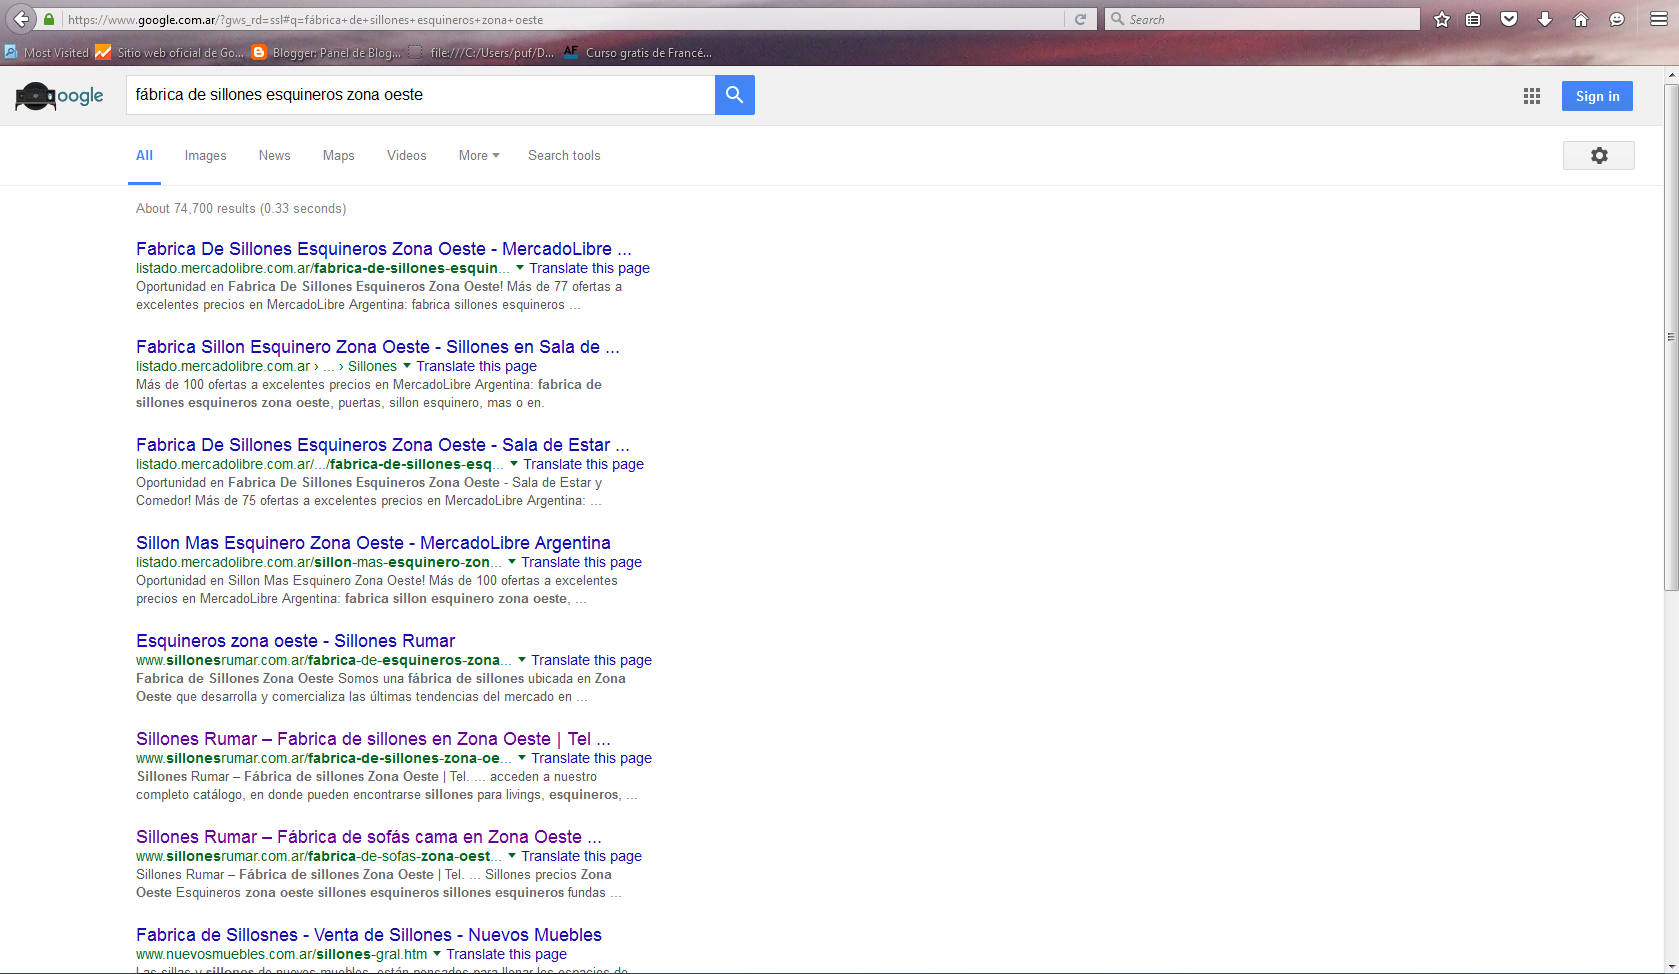 https://www.google.com.ar/?gws_rd=ssl#q=fábrica+de+sillones+esquineros+zona+oeste
Search
Most Visited
Sitio web oficial de Go...
Blogger: Panel de Blog...
file:///C:/Users/puf/D...
AF
Curso gratis de Francé...
oogle
fábrica de sillones esquineros zona oeste
Sign in
All
Images
News
Maps
Videos
More
Search tools
About 74,700 results (0.33 seconds)
Fabrica De Sillones Esquineros Zona Oeste - MercadoLibre ...
listado.mercadolibre.com.ar/fabrica-de-sillones-esquin... Translate this page
Oportunidad en Fabrica De Sillones Esquineros Zona Oeste! Más de 77 ofertas a
excelentes precios en MercadoLibre Argentina: fabrica sillones esquineros ...
Fabrica Sillon Esquinero Zona Oeste - Sillones en Sala de ...
listado.mercadolibre.com.ar › ... › Sillones Translate this page
Más de 100 ofertas a excelentes precios en MercadoLibre Argentina: fabrica de
sillones esquineros zona oeste, puertas, sillon esquinero, mas o en.
Fabrica De Sillones Esquineros Zona Oeste - Sala de Estar ...
listado.mercadolibre.com.ar/.../fabrica-de-sillones-esq... Translate this page
Oportunidad en Fabrica De Sillones Esquineros Zona Oeste - Sala de Estar y
Comedor! Más de 75 ofertas a excelentes precios en MercadoLibre Argentina: ...
Sillon Mas Esquinero Zona Oeste - MercadoLibre Argentina
listado.mercadolibre.com.ar/sillon-mas-esquinero-zon... Translate this page
Oportunidad en Sillon Mas Esquinero Zona Oeste! Más de 100 ofertas a excelentes
precios en MercadoLibre Argentina: fabrica sillon esquinero zona oeste, ...
Esquineros zona oeste - Sillones Rumar
www.sillonesrumar.com.ar/fabrica-de-esquineros-zona... Translate this page
Fabrica de Sillones Zona Oeste Somos una fábrica de sillones ubicada en Zona
Oeste que desarrolla y comercializa las últimas tendencias del mercado en ...
Sillones Rumar – Fabrica de sillones en Zona Oeste | Tel ...
www.sillonesrumar.com.ar/fabrica-de-sillones-zona-oe... Translate this page
Sillones Rumar – Fábrica de sillones Zona Oeste | Tel. ... acceden a nuestro
completo catálogo, en donde pueden encontrarse sillones para livings, esquineros, ...
Sillones Rumar – Fábrica de sofás cama en Zona Oeste ...
www.sillonesrumar.com.ar/fabrica-de-sofas-zona-oest... Translate this page
Sillones Rumar – Fábrica de sillones Zona Oeste | Tel. ... Sillones precios Zona
Oeste Esquineros zona oeste sillones esquineros sillones esquineros fundas ...
Fabrica de Sillosnes - Venta de Sillones - Nuevos Muebles
www.nuevosmuebles.com.ar/sillones-gral.htm Translate this page
Las sillas y sillones de nuevos muebles, están pensados para llenar los espacios de